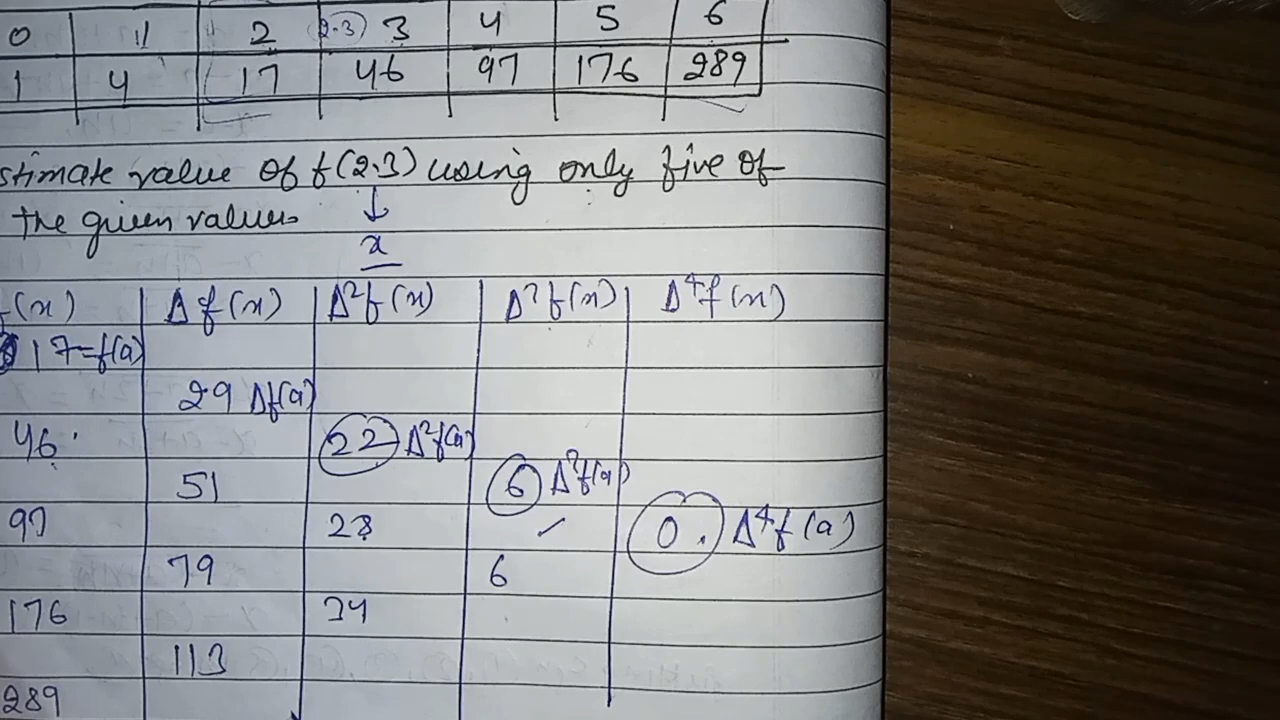 0 1 2 (2.3) 3 4 5 6
1 4 17 46 97 176 289
stimate value of f(2.3) using only five of
the given values
↓
x
f(x) Δf(x) Δ²f(x) Δ³f(x) Δ⁴f(x)
17=f(a)
29 Δf(a)
46 22 Δ²f(a)
51 6 Δ³f(a)
97 28 0. Δ⁴f(a)
79 6
176 34
113
289